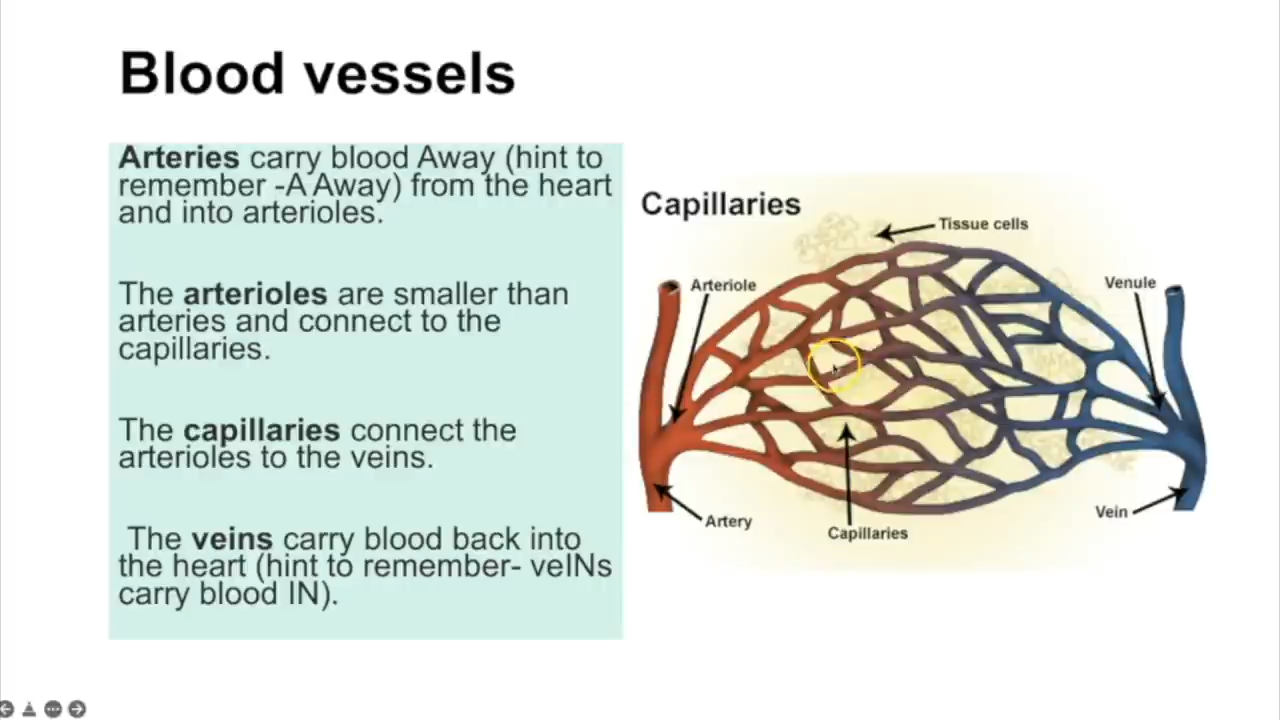 Blood vessels
Arteries carry blood Away (hint to
remember -A Away) from the heart
and into arterioles.
The arterioles are smaller than
arteries and connect to the
capillaries.
The capillaries connect the
arterioles to the veins.
The veins carry blood back into
the heart (hint to remember- veINs
carry blood IN).
Capillaries
Tissue cells
Arteriole
Venule
Artery
Capillaries
Vein